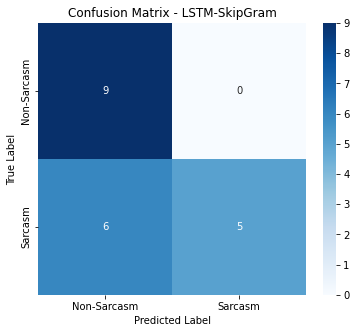 Confusion Matrix - LSTM-SkipGram
True Label
Non-Sarcasm
Sarcasm
9
0
6
5
Non-Sarcasm
Sarcasm
Predicted Label
9
8
7
6
5
4
3
2
1
0